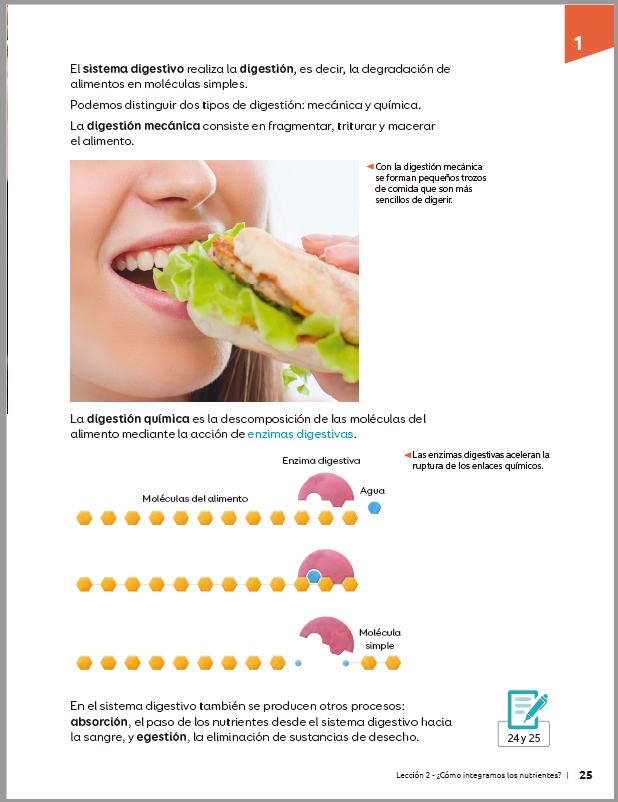 1
El sistema digestivo realiza la digestión, es decir, la degradación de
alimentos en moléculas simples.
Podemos distinguir dos tipos de digestión: mecánica y química.
La digestión mecánica consiste en fragmentar, triturar y macerar
el alimento.
Con la digestión mecánica
se forman pequeños trozos
de comida que son más
sencillos de digerir.
La digestión química es la descomposición de las moléculas del
alimento mediante la acción de enzimas digestivas.
Las enzimas digestivas aceleran la
ruptura de los enlaces químicos.
Enzima digestiva
Moléculas del alimento
Agua
Molécula
simple
En el sistema digestivo también se producen otros procesos:
absorción, el paso de los nutrientes desde el sistema digestivo hacia
la sangre, y egestión, la eliminación de sustancias de desecho.
24 y 25
Lección 2 - ¿Cómo integramos los nutrientes? | 25